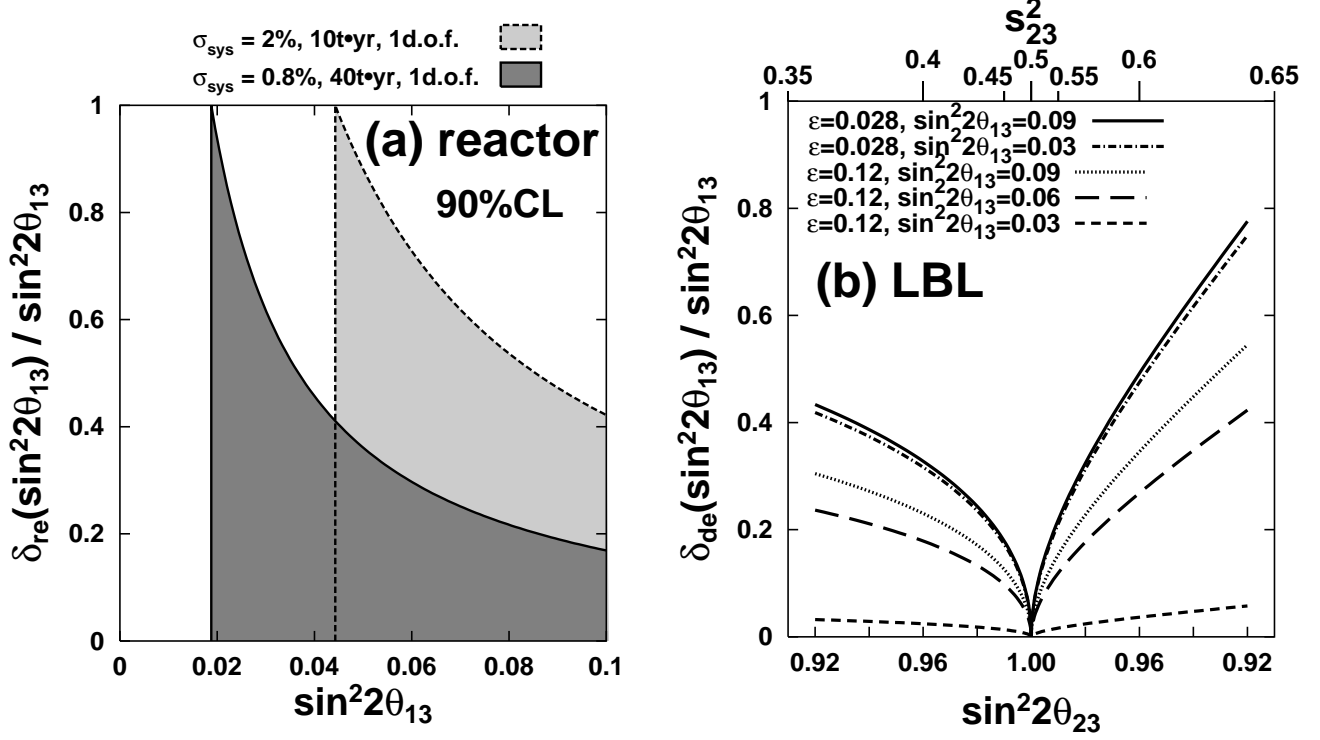 σsys = 2%, 10t•yr, 1d.o.f.
σsys = 0.8%, 40t•yr, 1d.o.f.
(a) reactor
90%CL
δre(sin²2θ13) / sin²2θ13
1
0.8
0.6
0.4
0.2
0
0 0.02 0.04 0.06 0.08 0.1
sin²2θ13
s²23
0.35 0.4 0.45 0.5 0.55 0.6 0.65
ε=0.028, sin²2θ13=0.09
ε=0.028, sin²2θ13=0.03
ε=0.12, sin²2θ13=0.09
ε=0.12, sin²2θ13=0.06
ε=0.12, sin²2θ13=0.03
(b) LBL
δde(sin²2θ13) / sin²2θ13
1
0.8
0.6
0.4
0.2
0
0.92 0.96 1.00 0.96 0.92
sin²2θ23